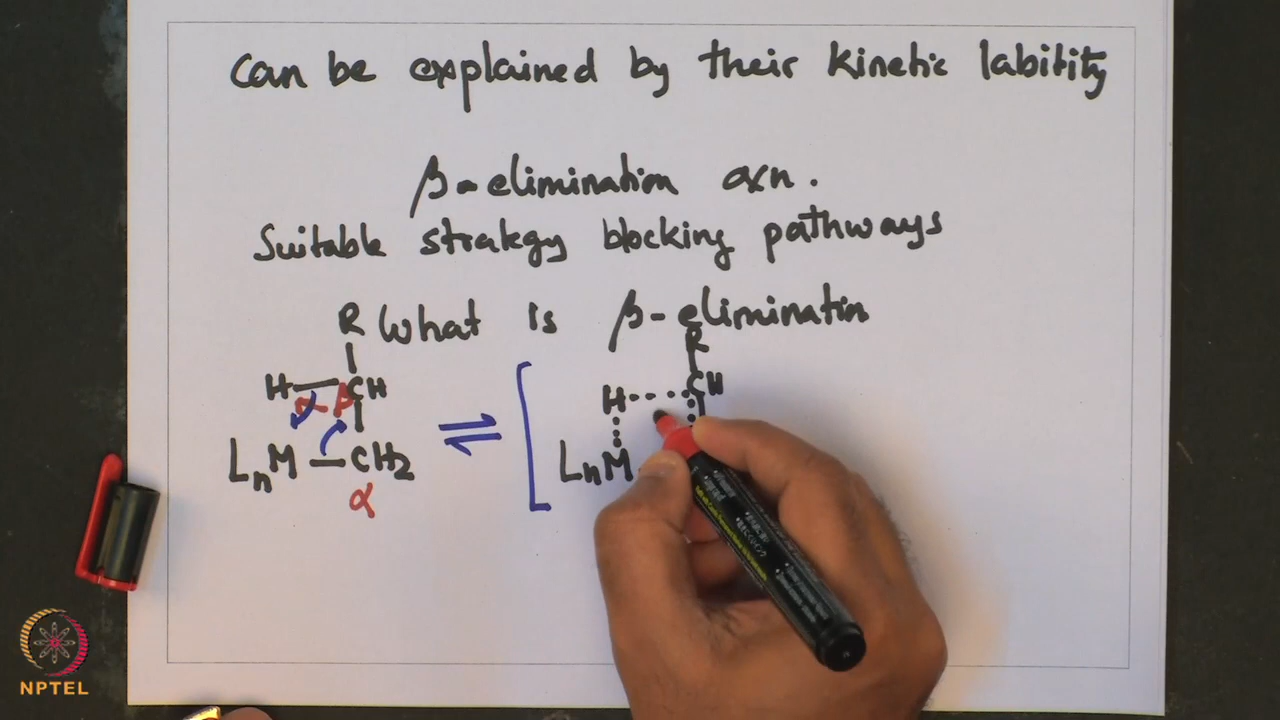 can be explained by their kinetic lability
β-elimination rxn.
Suitable strategy blocking pathways
What is β-elimination
R R
H CH H CH
β
LnM – CH2 ⇌ [ LnM
α
NPTEL